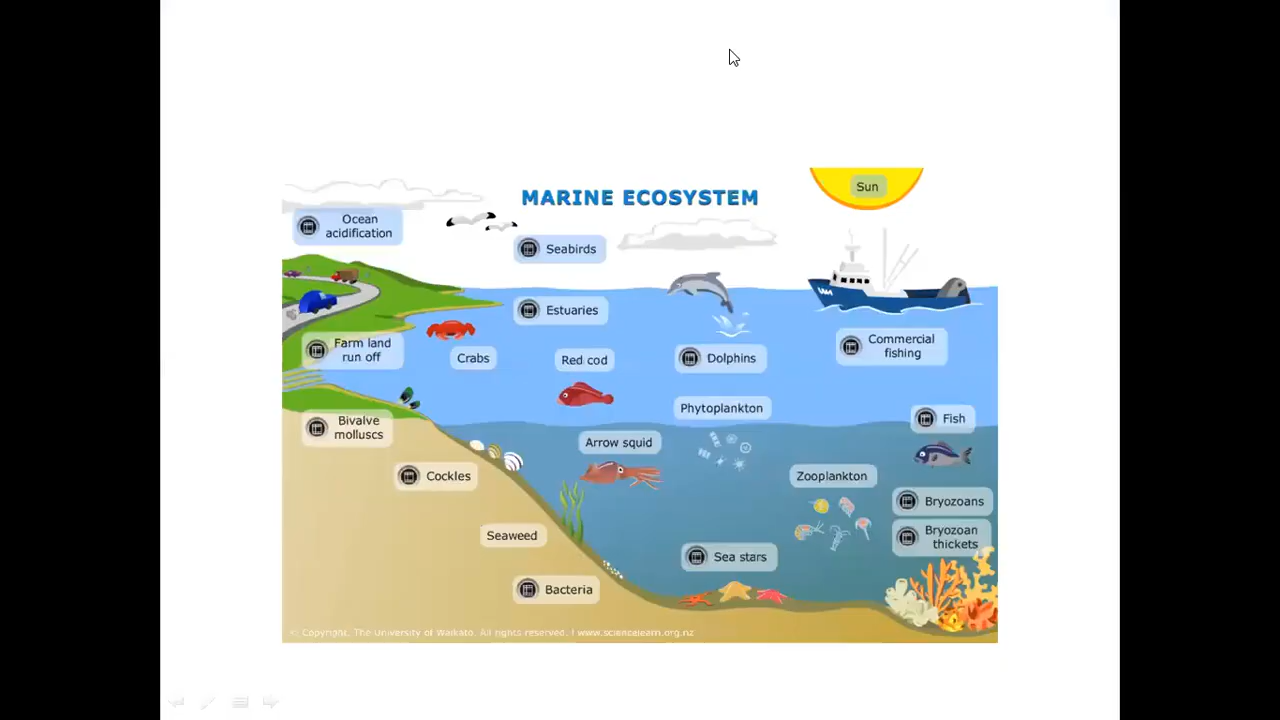 MARINE ECOSYSTEM
Sun
Ocean
acidification
Seabirds
Estuaries
Farm land
run off
Crabs
Red cod
Dolphins
Commercial
fishing
Phytoplankton
Fish
Bivalve
molluscs
Arrow squid
Cockles
Zooplankton
Bryozoans
Seaweed
Bryozoan
thickets
Sea stars
Bacteria
© Copyright. The University of Waikato. All rights reserved. | www.sciencelearn.org.nz